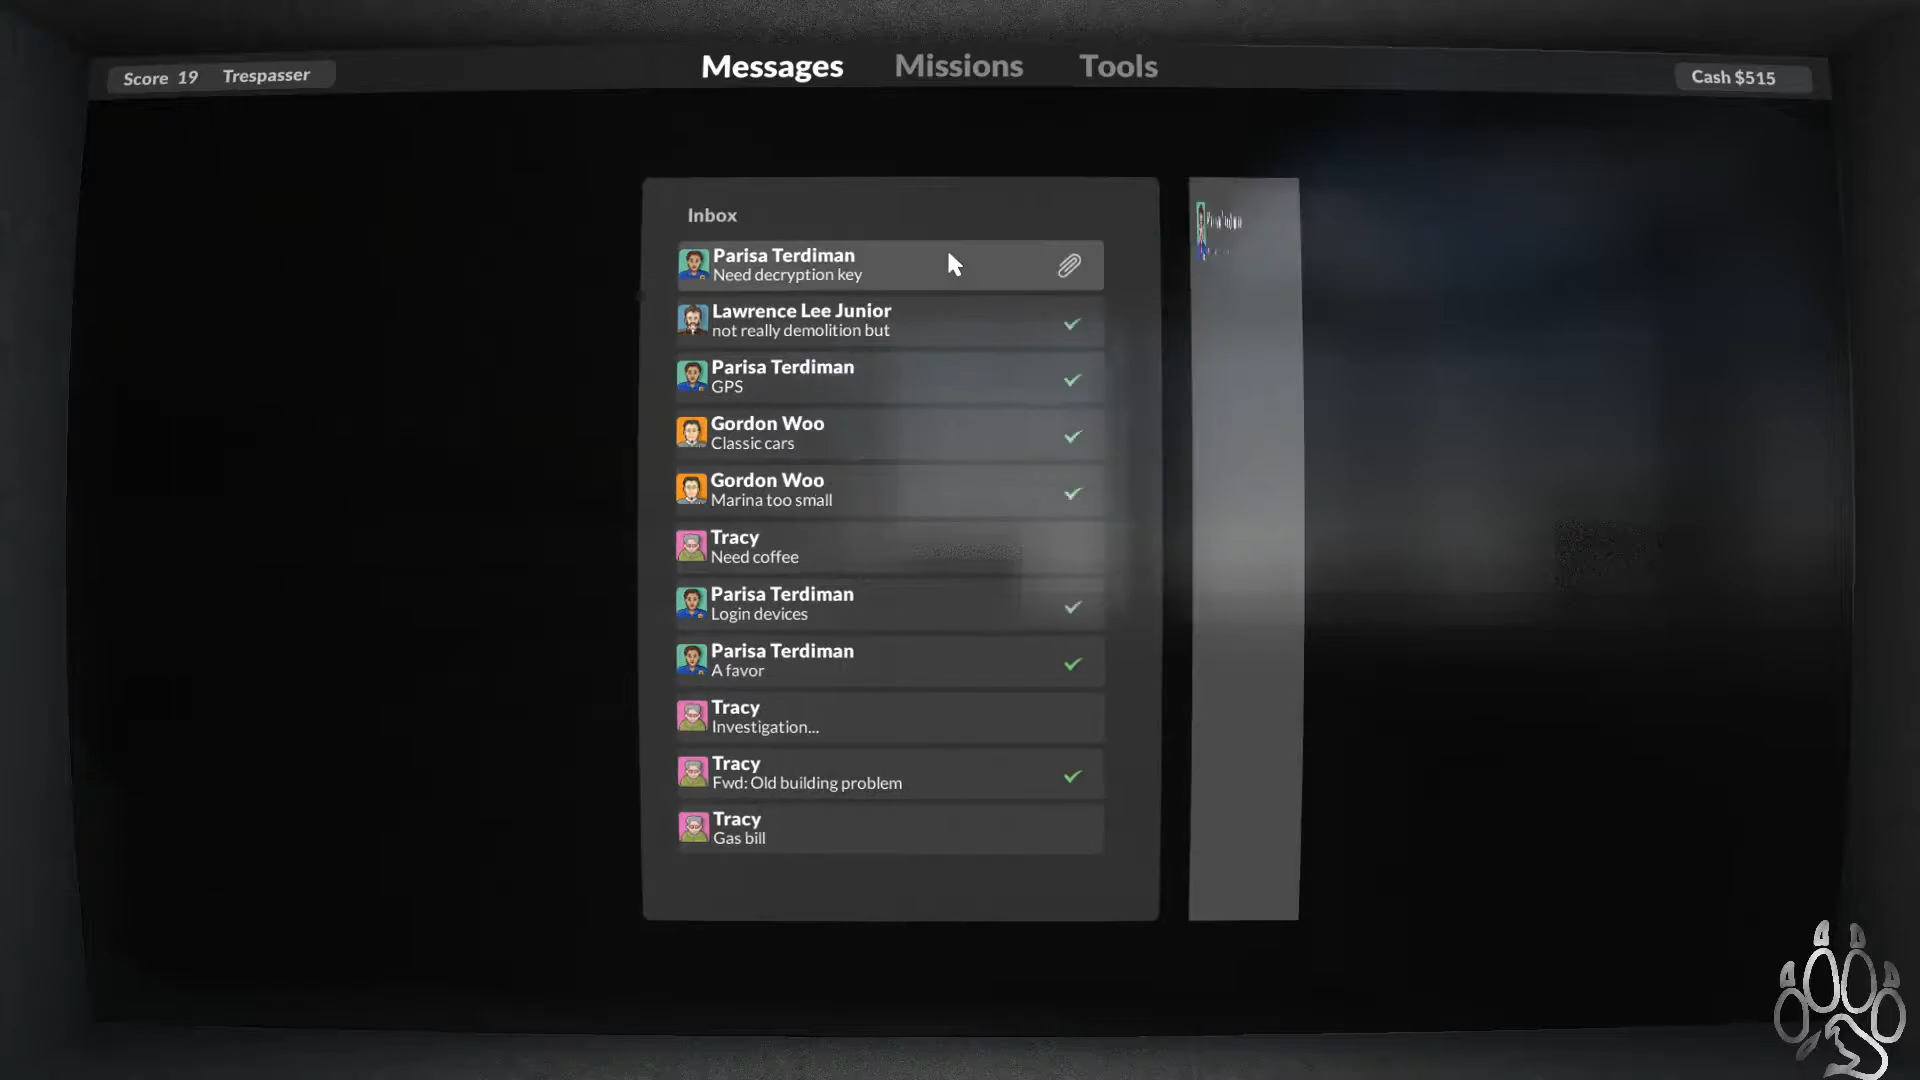 Score 19 Trespasser
Messages Missions Tools
Cash $515
Inbox
Parisa Terdiman
Need decryption key
Lawrence Lee Junior
not really demolition but
Parisa Terdiman
GPS
Gordon Woo
Classic cars
Gordon Woo
Marina too small
Tracy
Need coffee
Parisa Terdiman
Login devices
Parisa Terdiman
A favor
Tracy
Investigation...
Tracy
Fwd: Old building problem
Tracy
Gas bill